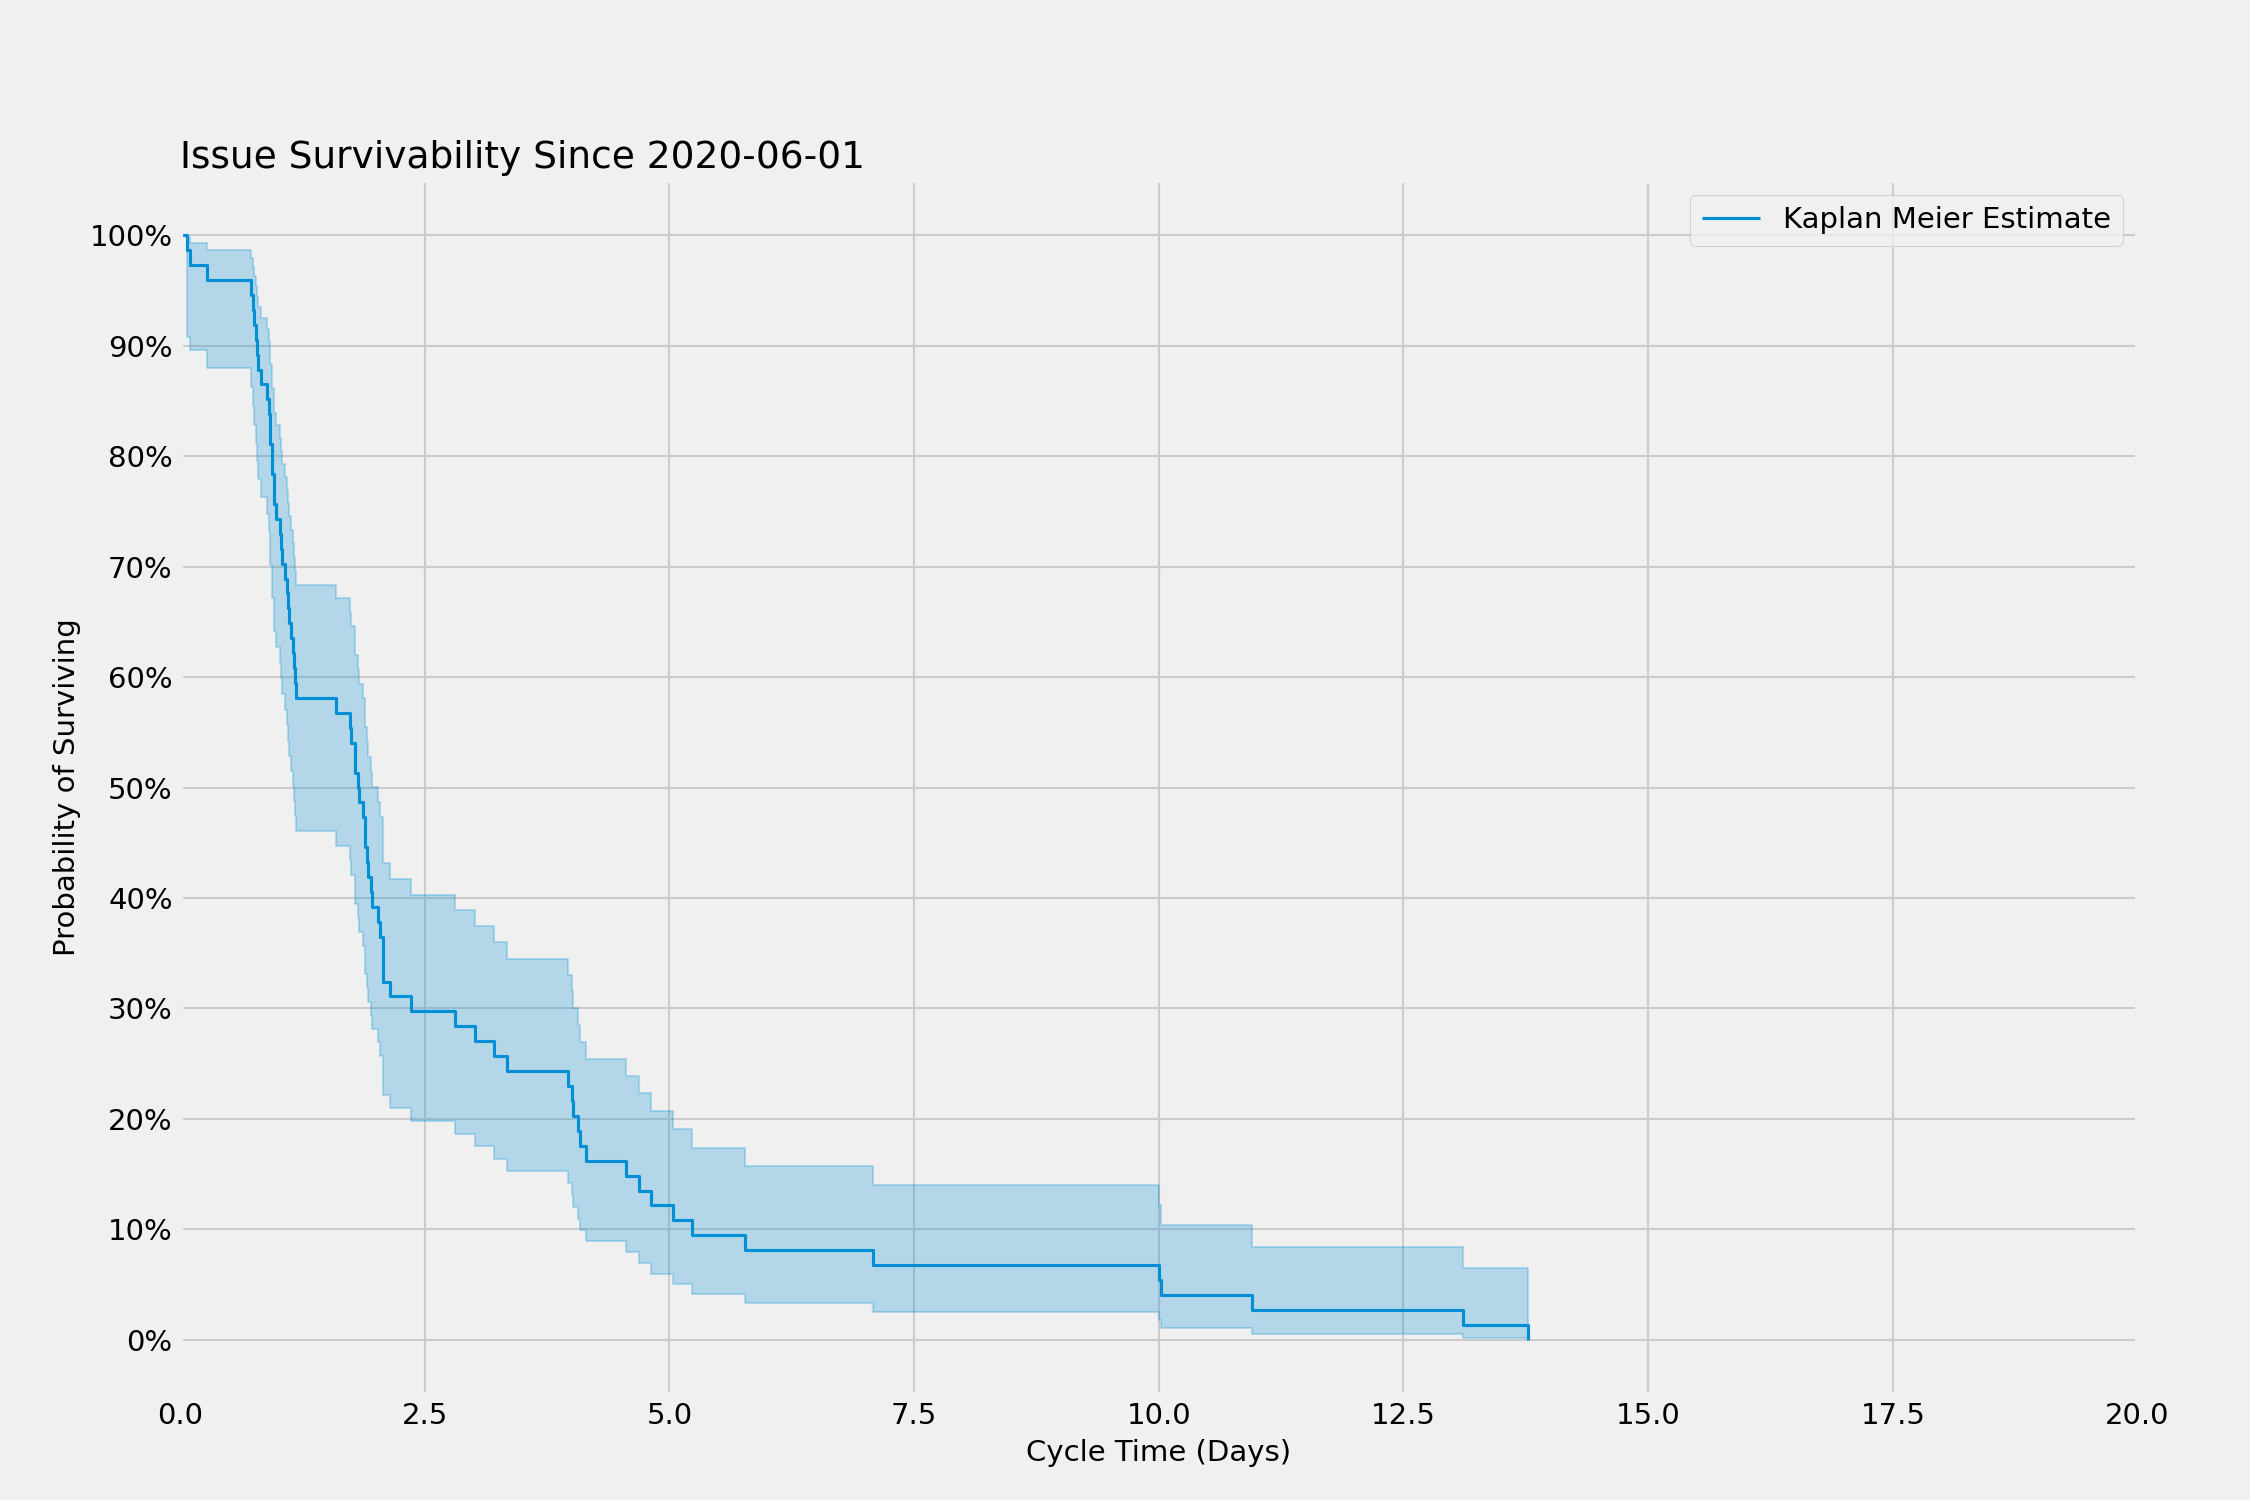 Issue Survivability Since 2020-06-01
Kaplan Meier Estimate
100%
90%
80%
70%
60%
50%
40%
30%
20%
10%
0%
Probability of Surviving
0.0 2.5 5.0 7.5 10.0 12.5 15.0 17.5 20.0
Cycle Time (Days)